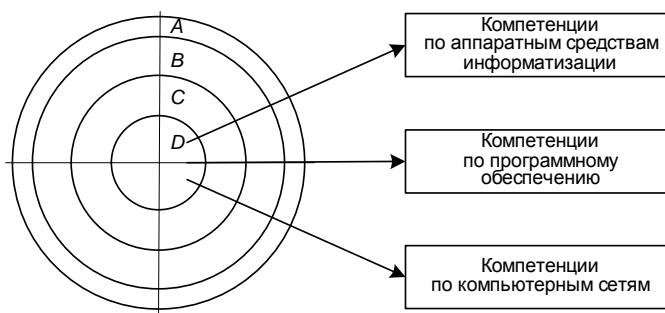 A
B
C
D
Компетенции
по аппаратным средствам
информатизации
Компетенции
по программному
обеспечению
Компетенции
по компьютерным сетям